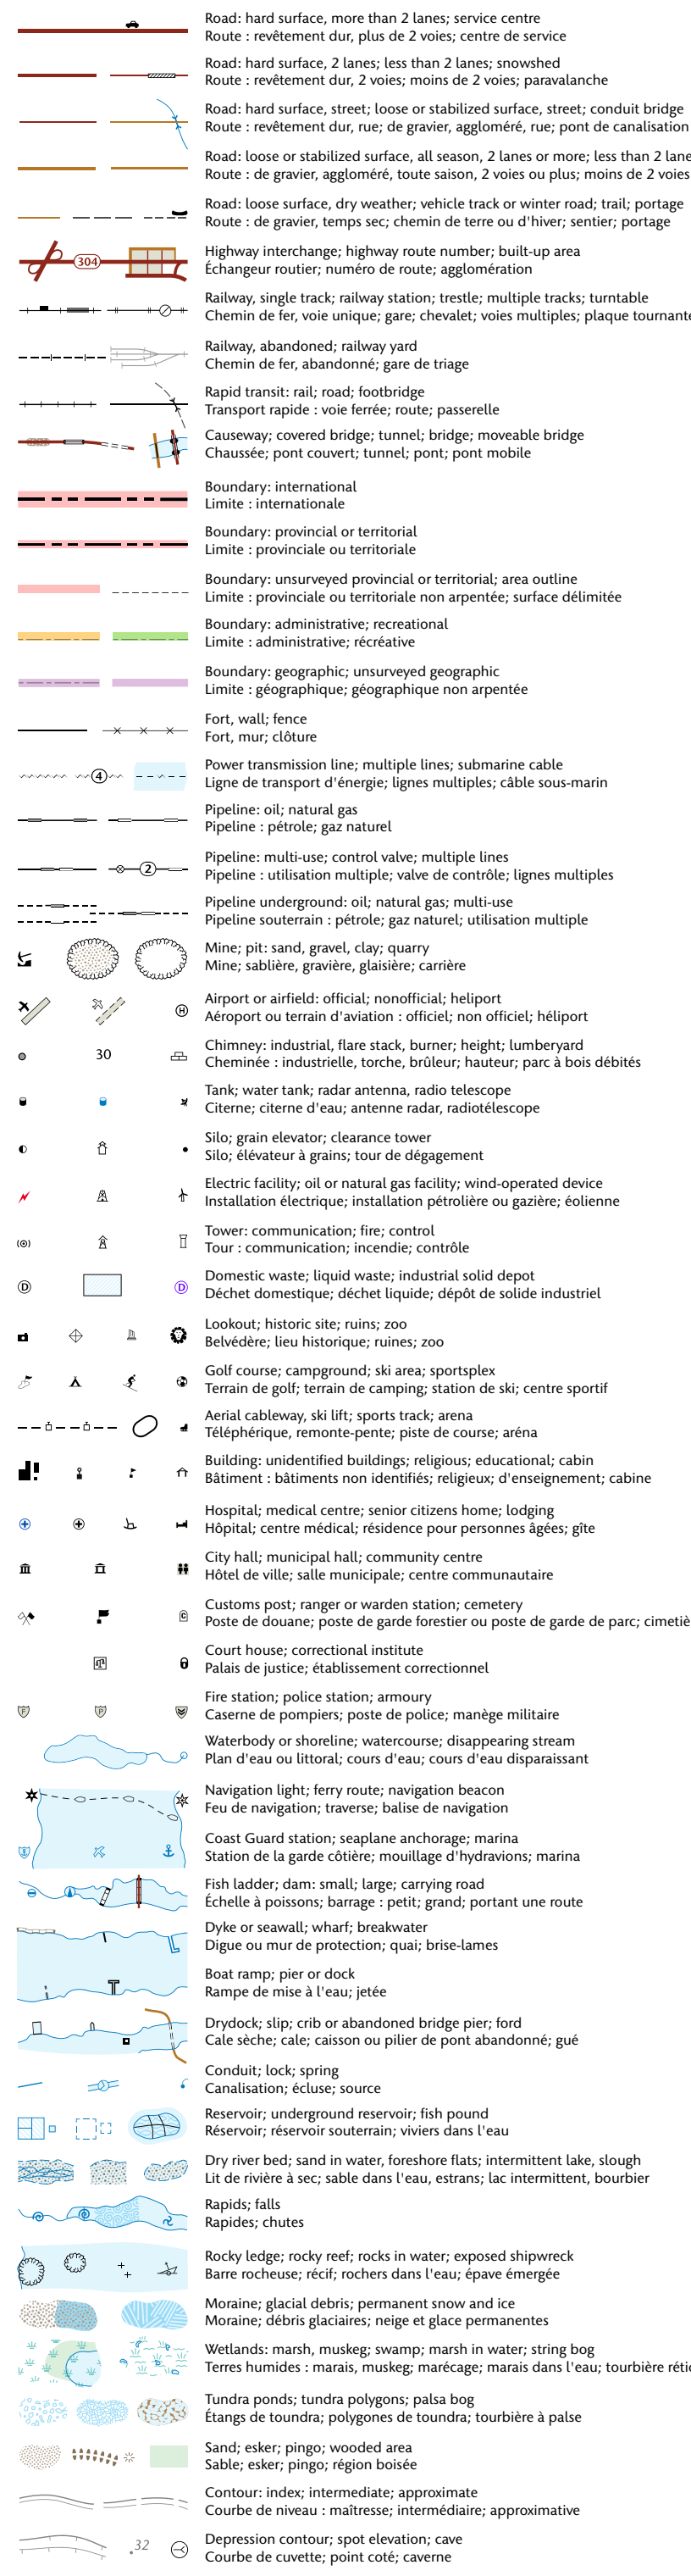 Road: hard surface, more than 2 lanes; service centre
Route : revêtement dur, plus de 2 voies; centre de service
Road: hard surface, 2 lanes; less than 2 lanes; snowshed
Route : revêtement dur, 2 voies; moins de 2 voies; paravalanche
Road: hard surface, street; loose or stabilized surface, street; conduit bridge
Route : revêtement dur, rue; de gravier, aggloméré, rue; pont de canalisation
Road: loose or stabilized surface, all season, 2 lanes or more; less than 2 lane
Route : de gravier, aggloméré, toute saison, 2 voies ou plus; moins de 2 voies
Road: loose surface, dry weather; vehicle track or winter road; trail; portage
Route : de gravier, temps sec; chemin de terre ou d'hiver; sentier; portage
304
Highway interchange; highway route number; built-up area
Échangeur routier; numéro de route; agglomération
Railway, single track; railway station; trestle; multiple tracks; turntable
Chemin de fer, voie unique; gare; chevalet; voies multiples; plaque tournante
Railway, abandoned; railway yard
Chemin de fer, abandonné; gare de triage
Rapid transit: rail; road; footbridge
Transport rapide : voie ferrée; route; passerelle
Causeway; covered bridge; tunnel; bridge; moveable bridge
Chaussée; pont couvert; tunnel; pont; pont mobile
Boundary: international
Limite : internationale
Boundary: provincial or territorial
Limite : provinciale ou territoriale
Boundary: unsurveyed provincial or territorial; area outline
Limite : provinciale ou territoriale non arpentée; surface délimitée
Boundary: administrative; recreational
Limite : administrative; récréative
Boundary: geographic; unsurveyed geographic
Limite : géographique; géographique non arpentée
Fort, wall; fence
Fort, mur; clôture
4
Power transmission line; multiple lines; submarine cable
Ligne de transport d'énergie; lignes multiples; câble sous-marin
Pipeline: oil; natural gas
Pipeline : pétrole; gaz naturel
2
Pipeline: multi-use; control valve; multiple lines
Pipeline : utilisation multiple; valve de contrôle; lignes multiples
Pipeline underground: oil; natural gas; multi-use
Pipeline souterrain : pétrole; gaz naturel; utilisation multiple
Mine; pit: sand, gravel, clay; quarry
Mine; sablière, gravière, glaisière; carrière
H
Airport or airfield: official; nonofficial; heliport
Aéroport ou terrain d'aviation : officiel; non officiel; héliport
30
Chimney: industrial, flare stack, burner; height; lumberyard
Cheminée : industrielle, torche, brûleur; hauteur; parc à bois débités
Tank; water tank; radar antenna, radio telescope
Citerne; citerne d'eau; antenne radar, radiotélescope
Silo; grain elevator; clearance tower
Silo; élévateur à grains; tour de dégagement
Electric facility; oil or natural gas facility; wind-operated device
Installation électrique; installation pétrolière ou gazière; éolienne
Tower: communication; fire; control
Tour : communication; incendie; contrôle
D D
Domestic waste; liquid waste; industrial solid depot
Déchet domestique; déchet liquide; dépôt de solide industriel
Lookout; historic site; ruins; zoo
Belvédère; lieu historique; ruines; zoo
Golf course; campground; ski area; sportsplex
Terrain de golf; terrain de camping; station de ski; centre sportif
Aerial cableway, ski lift; sports track; arena
Téléphérique, remonte-pente; piste de course; aréna
Building: unidentified buildings; religious; educational; cabin
Bâtiment : bâtiments non identifiés; religieux; d'enseignement; cabine
Hospital; medical centre; senior citizens home; lodging
Hôpital; centre médical; résidence pour personnes âgées; gîte
City hall; municipal hall; community centre
Hôtel de ville; salle municipale; centre communautaire
C
Customs post; ranger or warden station; cemetery
Poste de douane; poste de garde forestier ou poste de garde de parc; cimetiè
Court house; correctional institute
Palais de justice; établissement correctionnel
F P
Fire station; police station; armoury
Caserne de pompiers; poste de police; manège militaire
Waterbody or shoreline; watercourse; disappearing stream
Plan d'eau ou littoral; cours d'eau; cours d'eau disparaissant
Navigation light; ferry route; navigation beacon
Feu de navigation; traverse; balise de navigation
Coast Guard station; seaplane anchorage; marina
Station de la garde côtière; mouillage d'hydravions; marina
Fish ladder; dam: small; large; carrying road
Échelle à poissons; barrage : petit; grand; portant une route
Dyke or seawall; wharf; breakwater
Digue ou mur de protection; quai; brise-lames
Boat ramp; pier or dock
Rampe de mise à l'eau; jetée
Drydock; slip; crib or abandoned bridge pier; ford
Cale sèche; cale; caisson ou pilier de pont abandonné; gué
Conduit; lock; spring
Canalisation; écluse; source
Reservoir; underground reservoir; fish pound
Réservoir; réservoir souterrain; viviers dans l'eau
Dry river bed; sand in water, foreshore flats; intermittent lake, slough
Lit de rivière à sec; sable dans l'eau, estrans; lac intermittent, bourbier
Rapids; falls
Rapides; chutes
Rocky ledge; rocky reef; rocks in water; exposed shipwreck
Barre rocheuse; récif; rochers dans l'eau; épave émergée
Moraine; glacial debris; permanent snow and ice
Moraine; débris glaciaires; neige et glace permanentes
Wetlands: marsh, muskeg; swamp; marsh in water; string bog
Terres humides : marais, muskeg; marécage; marais dans l'eau; tourbière rétic
Tundra ponds; tundra polygons; palsa bog
Étangs de toundra; polygones de toundra; tourbière à palse
Sand; esker; pingo; wooded area
Sable; esker; pingo; région boisée
Contour: index; intermediate; approximate
Courbe de niveau : maîtresse; intermédiaire; approximative
.32
Depression contour; spot elevation; cave
Courbe de cuvette; point coté; caverne